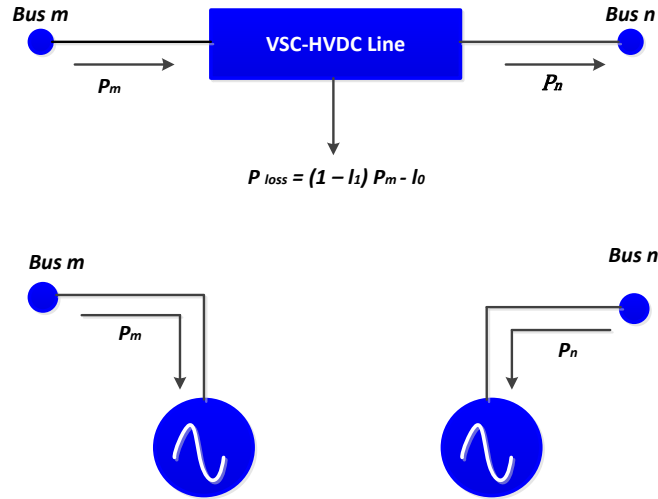 Bus m
VSC-HVDC Line
Bus n
Pm
Pn
P loss = (1 – l1) Pm - l0
Bus m
Bus n
Pm
Pn